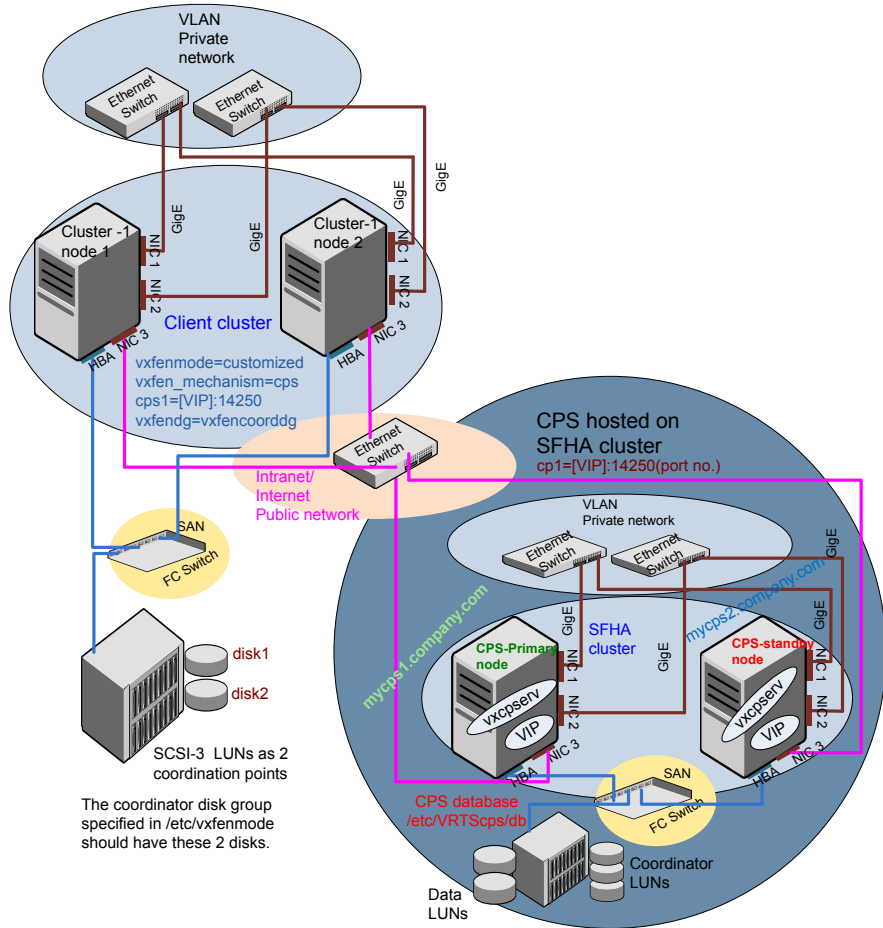 VLAN
Private
network
Ethernet
Switch
Ethernet
Switch
GigE
GigE
GigE
GigE
Cluster -1
node 1
NIC 1
NIC 2
HBA
NIC 3
Cluster-1
node 2
NIC 1
NIC 2
HBA
NIC 3
Client cluster
vxfenmode=customized
vxfen_mechanism=cps
cps1=[VIP]:14250
vxfendg=vxfencoorddg
Ethernet
Switch
Intranet/
Internet
Public network
SAN
FC Switch
disk1
disk2
SCSI-3 LUNs as 2
coordination points
The coordinator disk group
specified in /etc/vxfenmode
should have these 2 disks.
CPS hosted on
SFHA cluster
cp1=[VIP]:14250(port no.)
VLAN
Private network
Ethernet
Switch
Ethernet
Switch
GigE
GigE
GigE
GigE
mycps1.company.com
mycps2.company.com
SFHA
cluster
CPS-Primary
node
vxcpserv
VIP
NIC 1
NIC 2
HBA
NIC 3
CPS-standby
node
vxcpserv
VIP
NIC 1
NIC 2
HBA
NIC 3
SAN
FC Switch
CPS database
/etc/VRTScps/db
Data
LUNs
Coordinator
LUNs